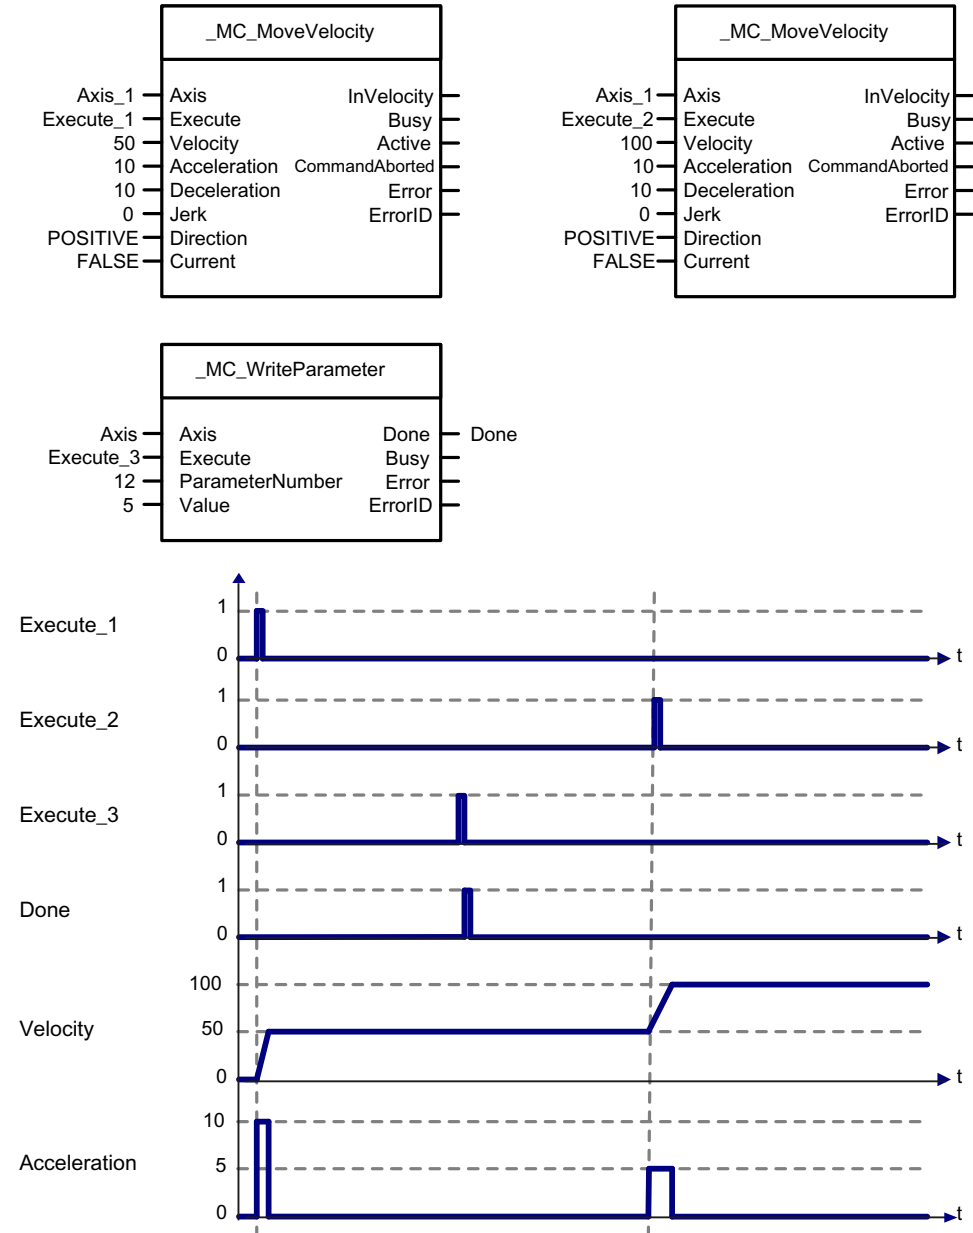 _MC_MoveVelocity
Axis_1 Axis InVelocity
Execute_1 Execute Busy
50 Velocity Active
10 Acceleration CommandAborted
10 Deceleration Error
0 Jerk ErrorID
POSITIVE Direction
FALSE Current
_MC_MoveVelocity
Axis_1 Axis InVelocity
Execute_2 Execute Busy
100 Velocity Active
10 Acceleration CommandAborted
10 Deceleration Error
0 Jerk ErrorID
POSITIVE Direction
FALSE Current
_MC_WriteParameter
Axis Axis Done Done
Execute_3 Execute Busy
12 ParameterNumber Error
5 Value ErrorID
1
Execute_1
0 t
1
Execute_2
0 t
1
Execute_3
0 t
1
Done
0 t
100
Velocity 50
0 t
10
Acceleration 5
0 t